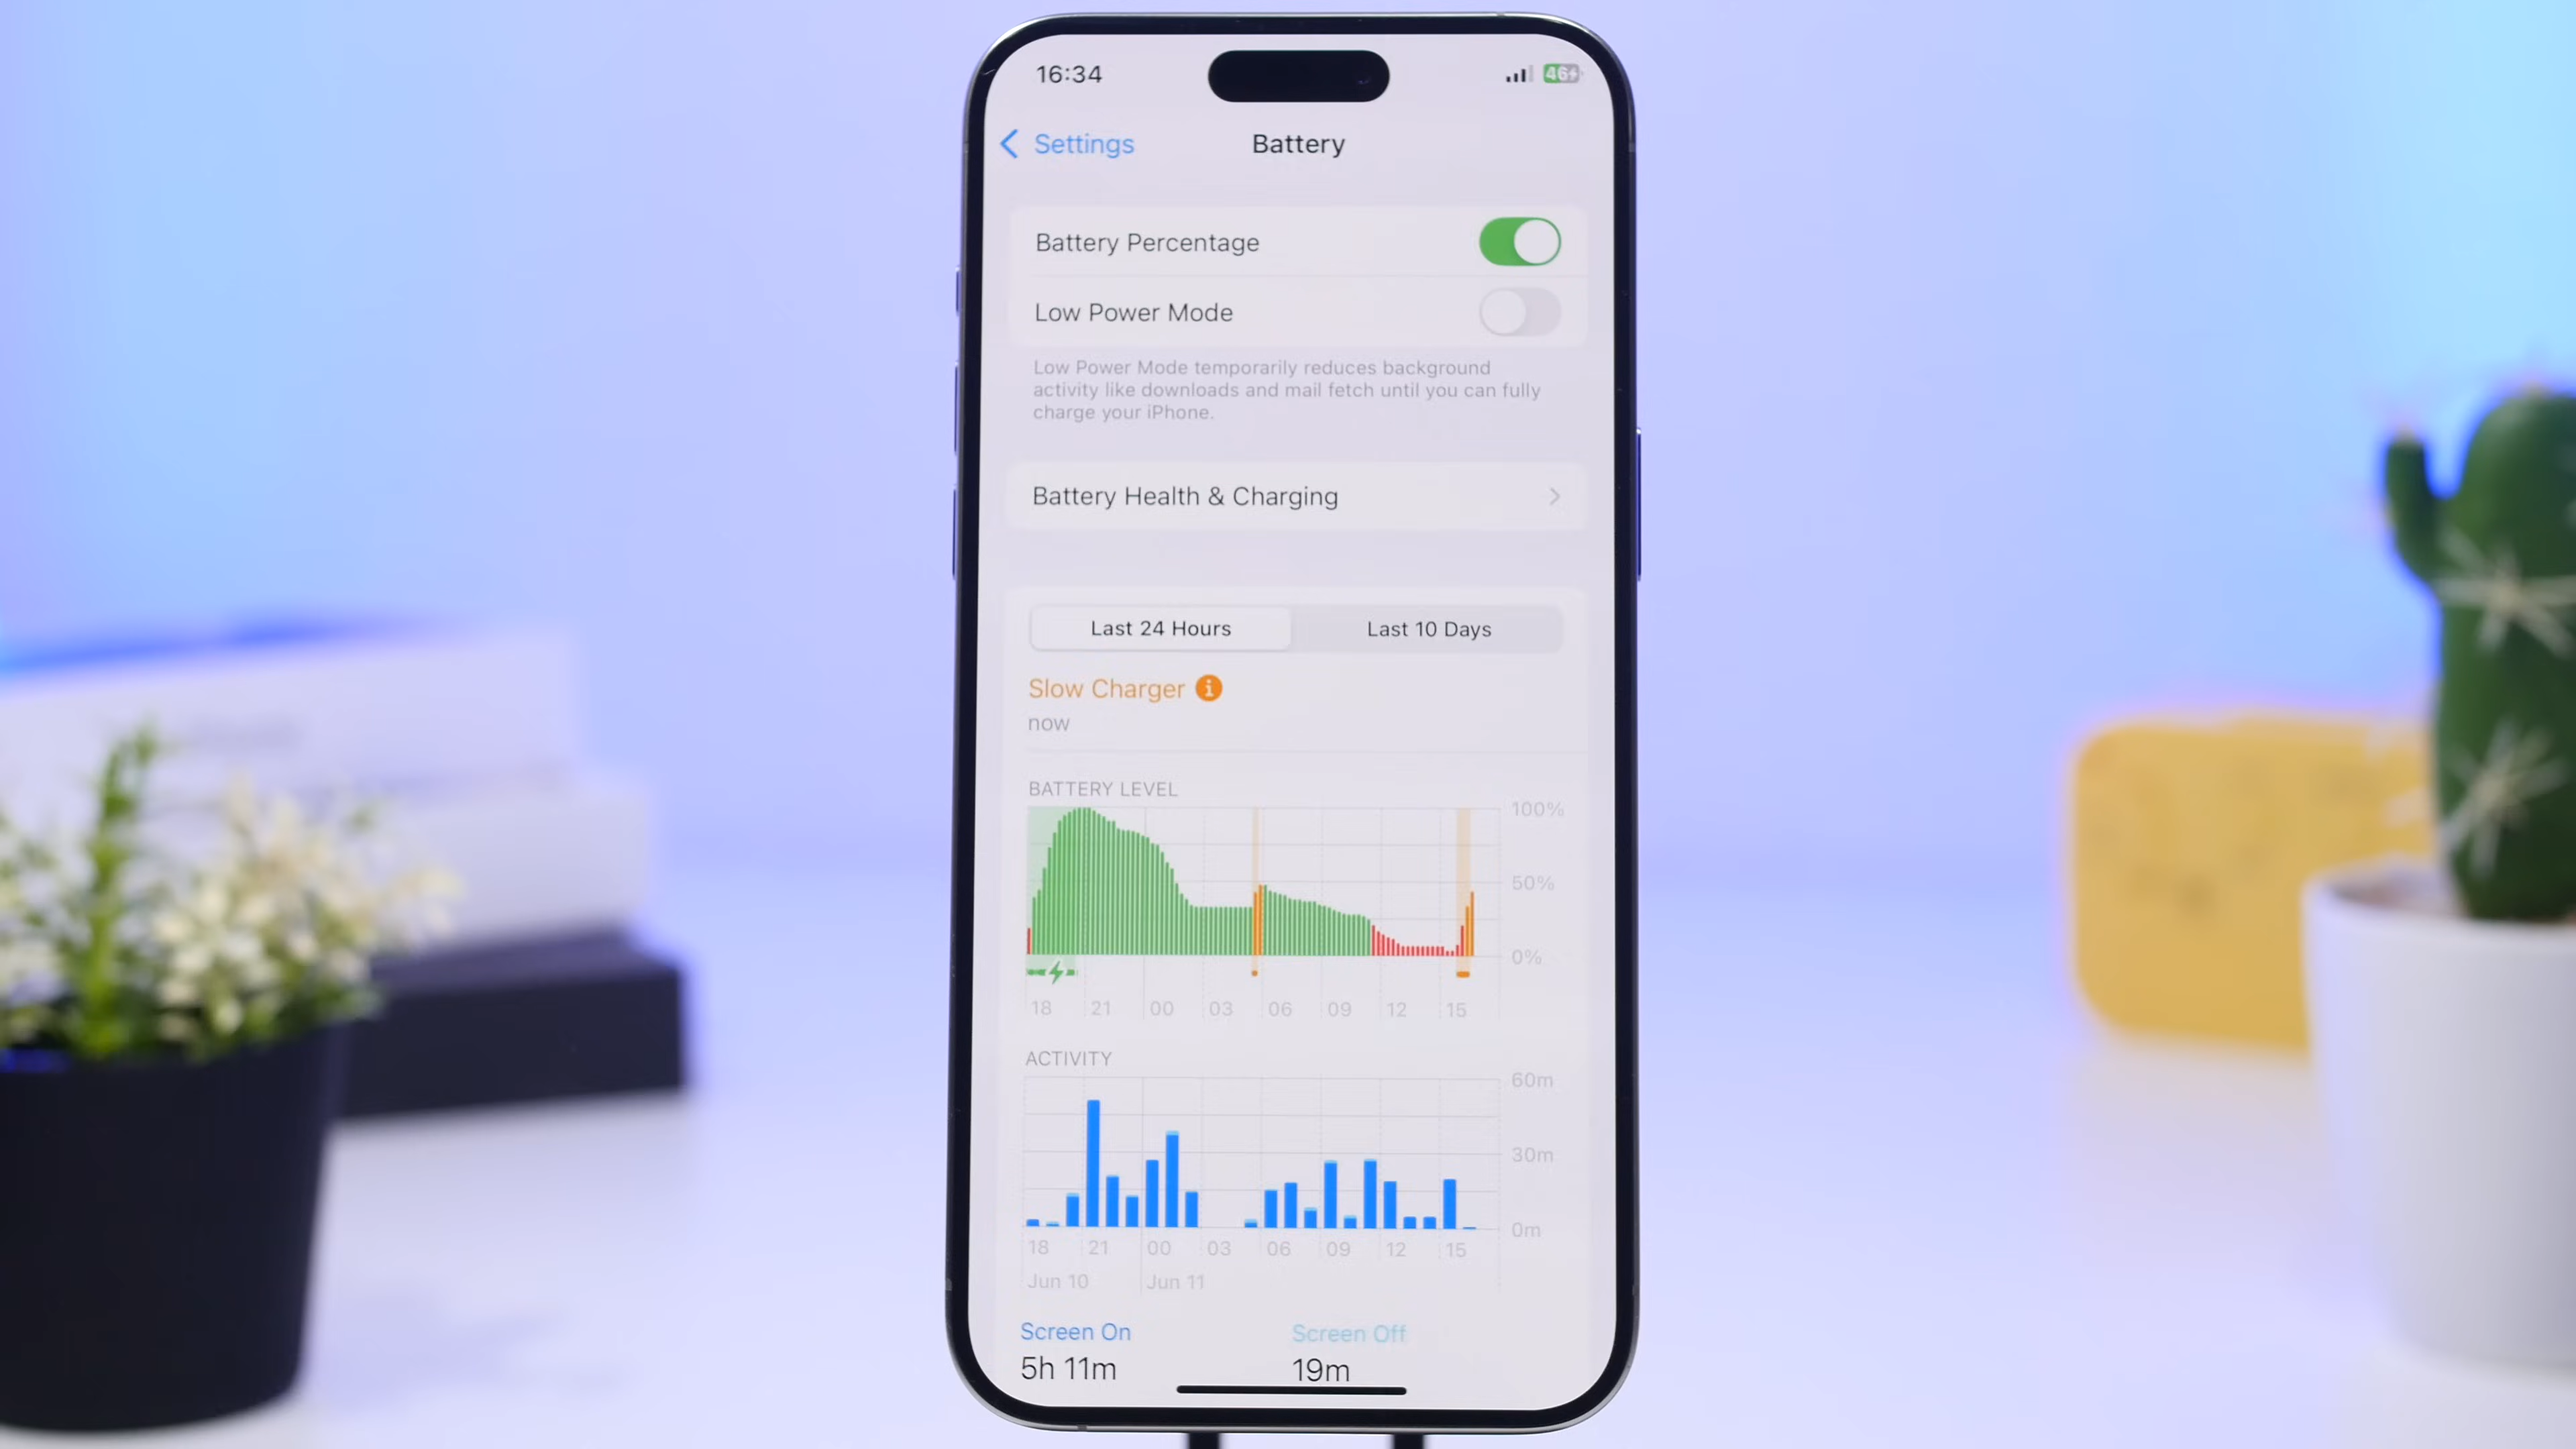 16:34
46
Settings
Battery
Battery Percentage
Low Power Mode
Low Power Mode temporarily reduces background
activity like downloads and mail fetch until you can fully
charge your iPhone.
Battery Health & Charging
Last 24 Hours
Last 10 Days
Slow Charger
now
BATTERY LEVEL
100%
50%
0%
18 21 00 03 06 09 12 15
ACTIVITY
60m
30m
0m
18 21 00 03 06 09 12 15
Jun 10 Jun 11
Screen On Screen Off
5h 11m 19m